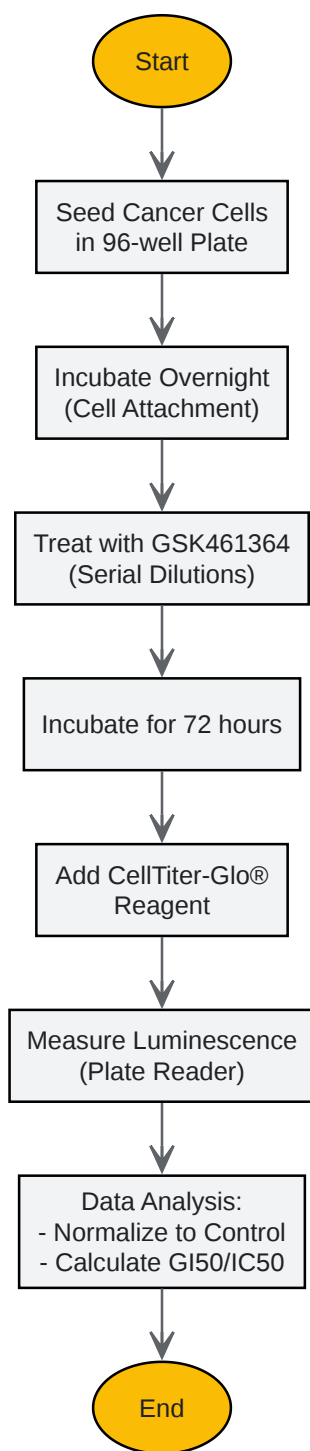 Start
Seed Cancer Cells
in 96-well Plate
Incubate Overnight
(Cell Attachment)
Treat with GSK461364
(Serial Dilutions)
Incubate for 72 hours
Add CellTiter-Glo®
Reagent
Measure Luminescence
(Plate Reader)
Data Analysis:
- Normalize to Control
- Calculate GI50/IC50
End